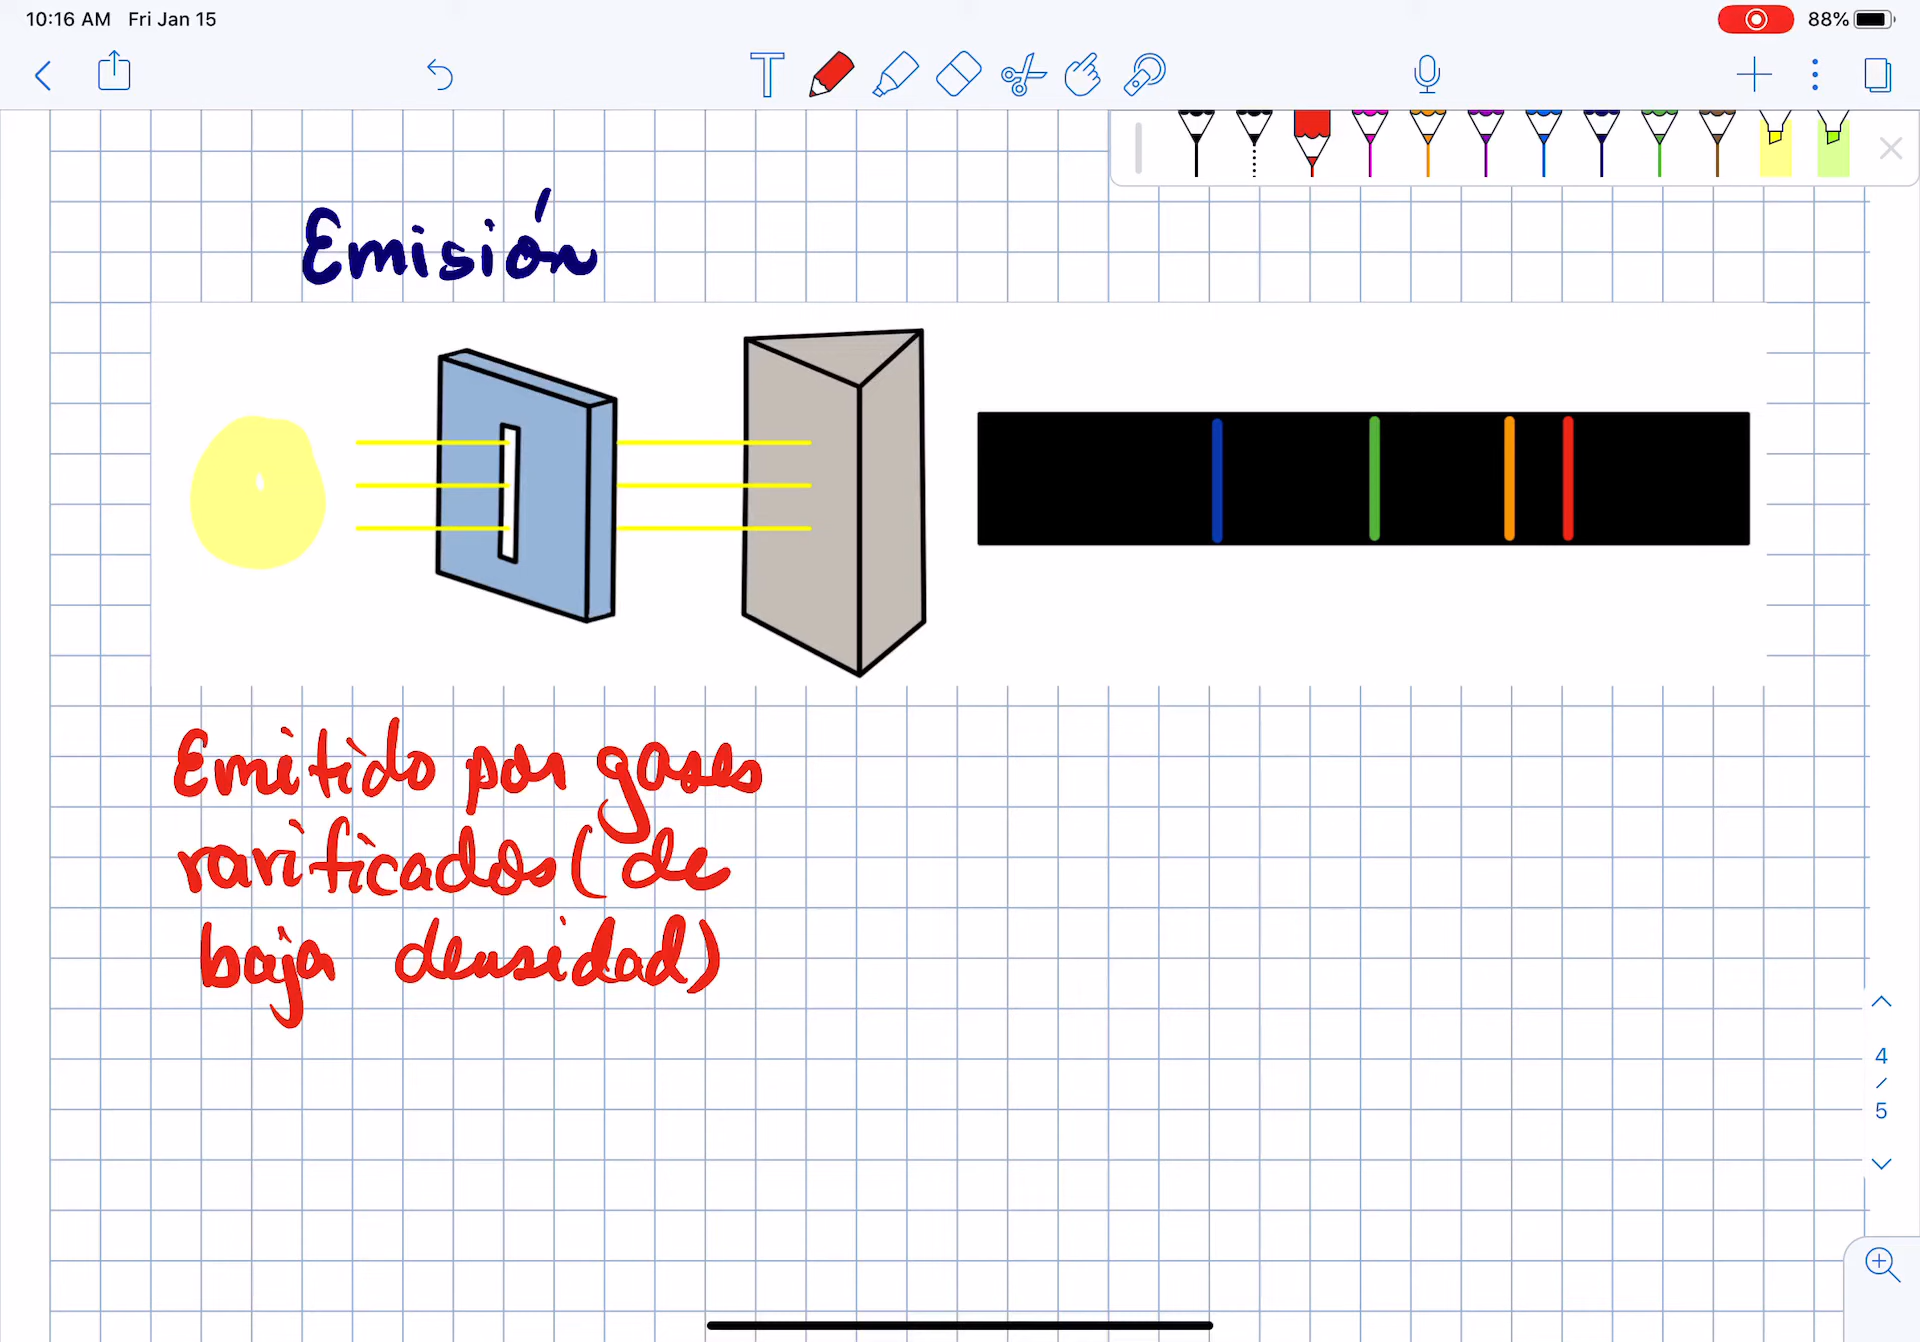 10:16 AM Fri Jan 15
88%
Emisión
Emitido por gases
rarificados (de
baja densidad)
4
/
5